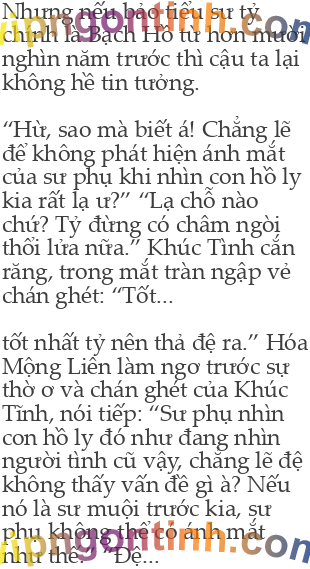 Nhưng nếu bảo tiểu sư tỷ
chính là Bạch Hồ từ hơn mười
nghìn năm trước thì cậu ta lại
không hề tin tưởng.
“Hừ, sao mà biết á! Chẳng lẽ
đế không phát hiện ánh mắt
của sư phụ khi nhìn con hồ ly
kia rất lạ ư?” “Lạ chỗ nào
chứ? Tỷ đừng có châm ngòi
thổi lửa nữa.” Khúc Tình cắn
răng, trong mắt tràn ngập vẻ
chán ghét: “Tốt...
tốt nhất tỷ nên thả đệ ra.” Hóa
Mộng Liên làm ngơ trước sự
thờ ơ và chán ghét của Khúc
Tĩnh, nói tiếp: “Sư phụ nhìn
con hồ ly đó như đang nhìn
người tình cũ vậy, chẳng lẽ đệ
không thấy vấn đề gì à? Nếu
nó là sư muội trước kia, sư
phụ không thể có ánh mắt
như thế.” “Đệ...
vipngontinh.com
vipngontinh.com